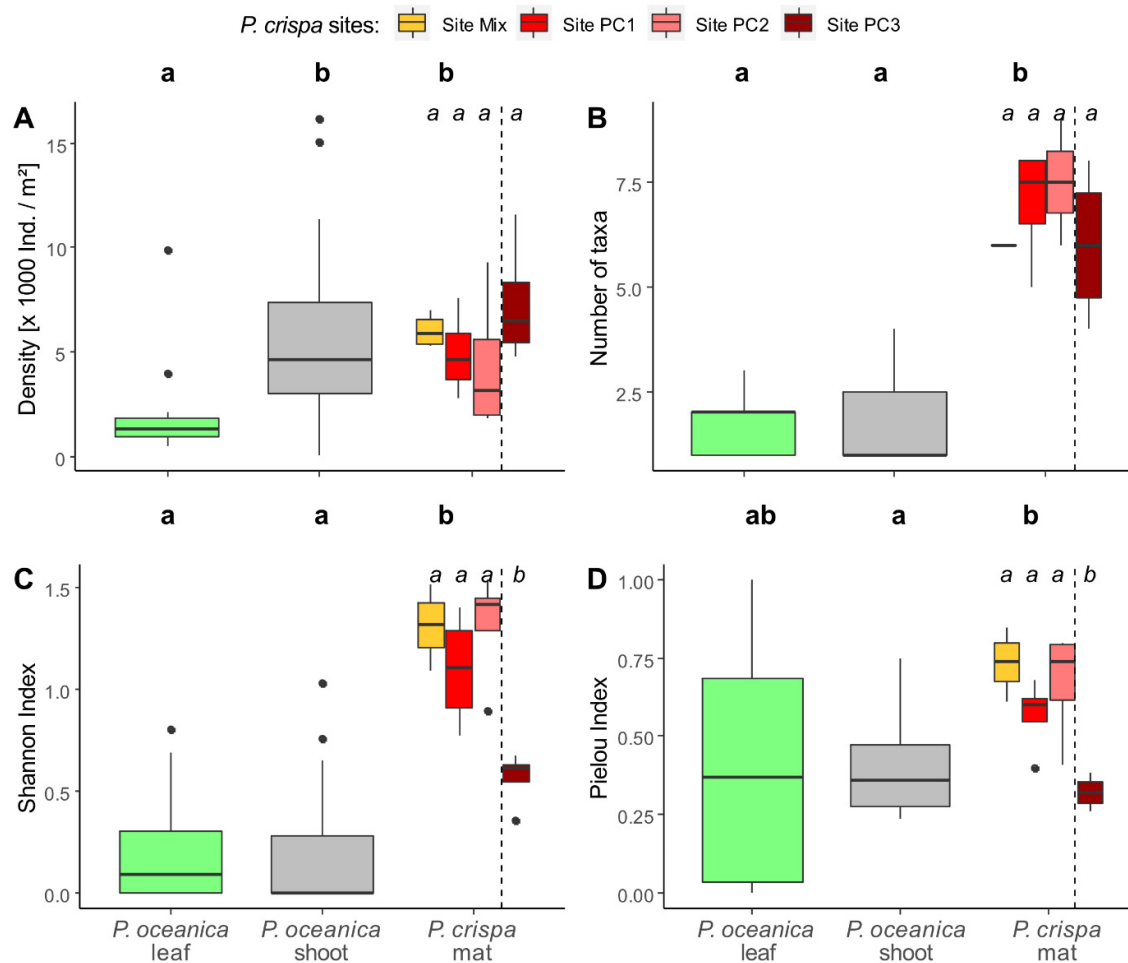 P. crispa sites: Site Mix Site PC1 Site PC2 Site PC3
a b b
a a b
A
a a a a
B
a a a a
Density [x 1000 Ind. / m²]
15
10
5
0
Number of taxa
7.5
5.0
2.5
a a b
ab a b
C
a a a b
D
a a a b
Shannon Index
1.5
1.0
0.5
0.0
Pielou Index
1.00
0.75
0.50
0.25
0.00
P. oceanica
leaf
P. oceanica
shoot
P. crispa
mat
P. oceanica
leaf
P. oceanica
shoot
P. crispa
mat